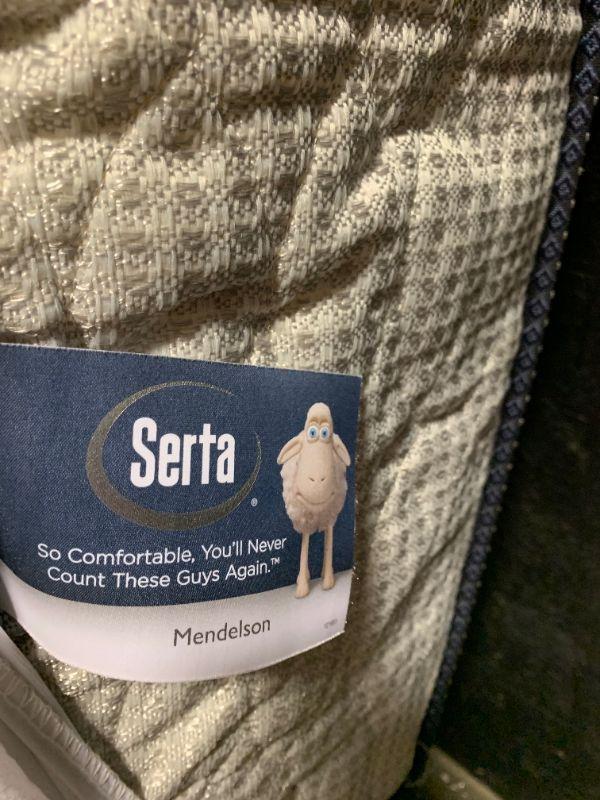 Serta®
So Comfortable, You'll Never
Count These Guys Again.™
Mendelson